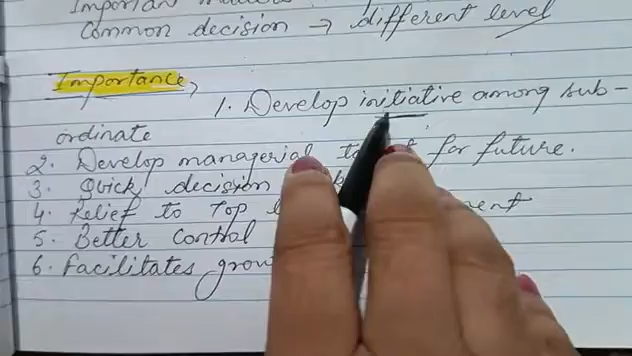 Common decision → different level
Importance,
1. Develop initiative among sub-
ordinate
2. Develop managerial for future.
3. Quick decision
4. Relief to Top
5. Better Control
6. Facilitates